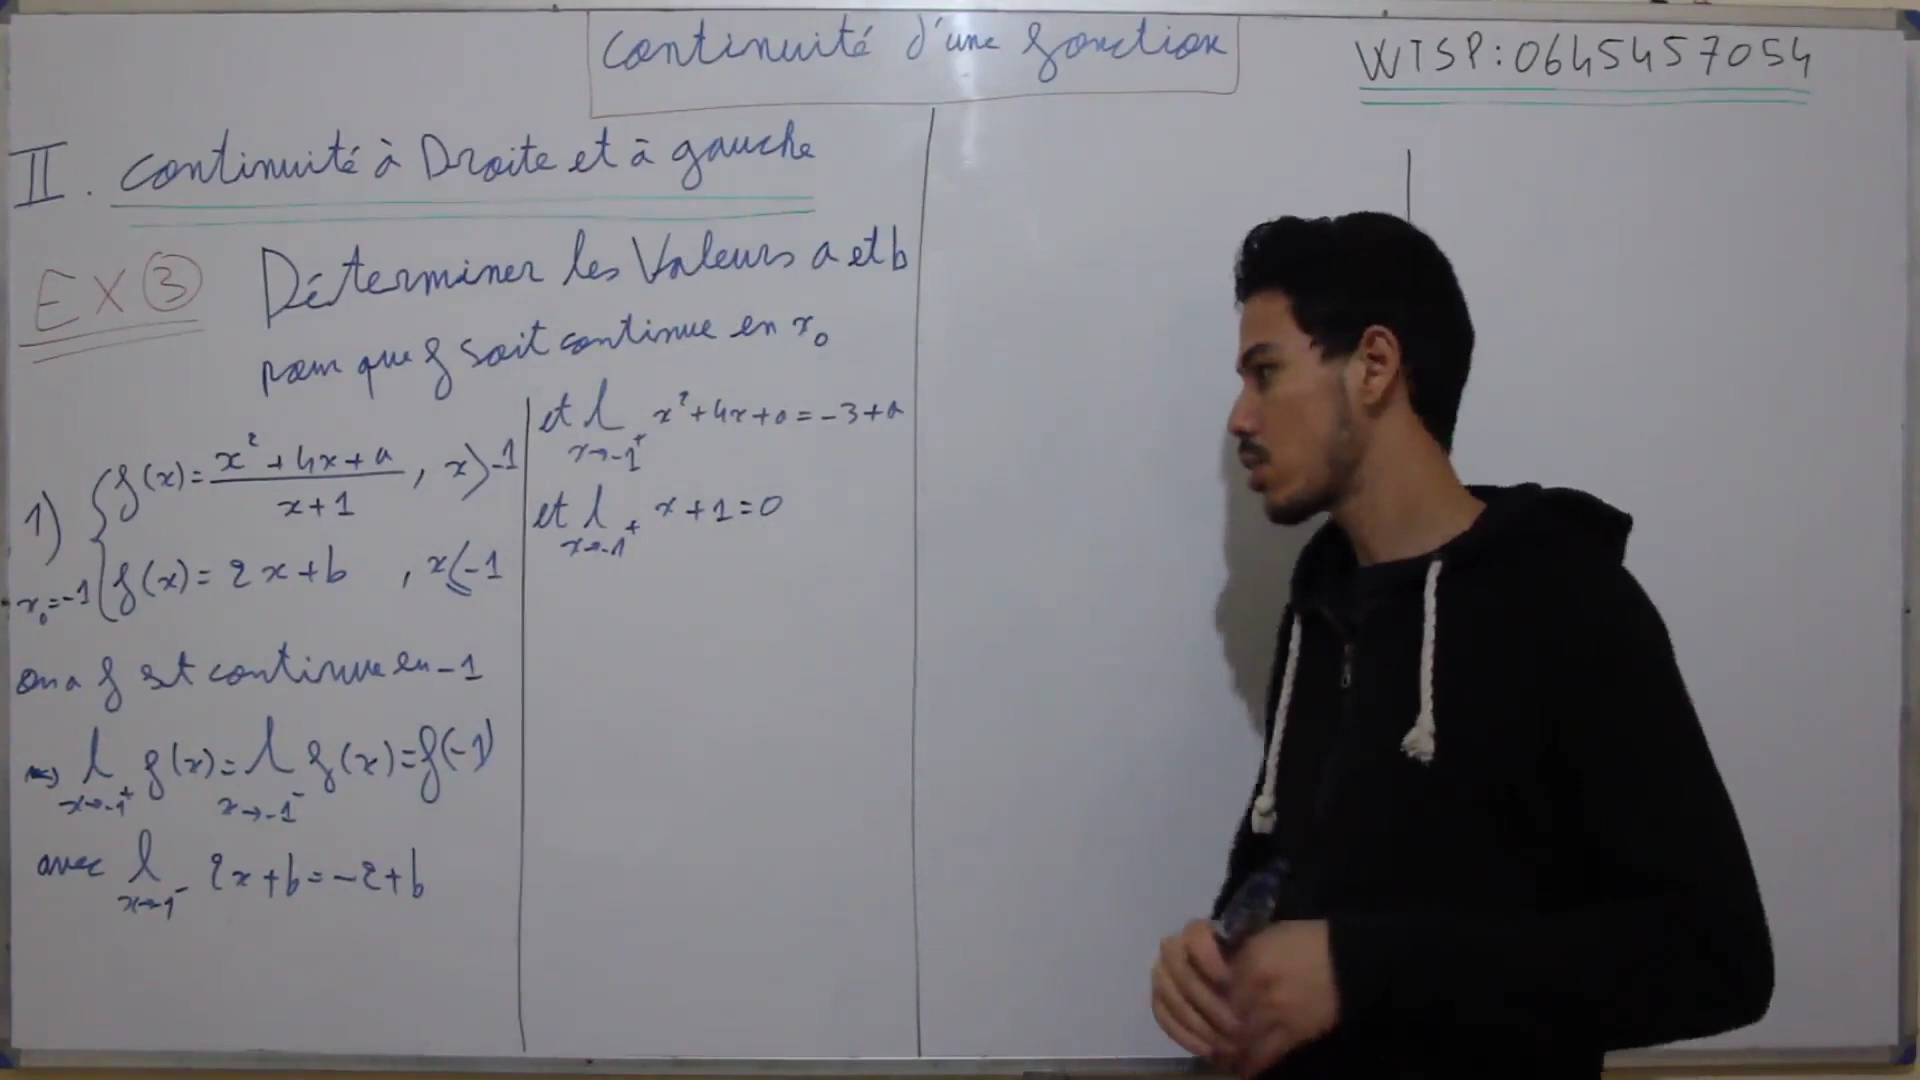 Continuité d'une fonction
WTSP: 0645457054
II. Continuité à Droite et à gauche
EX ③ Déterminer les Valeurs a et b
pour que f soit continue en x₀
1) { f(x) = (x² + 4x + a)/(x + 1) , x > -1
x₀ = -1 { f(x) = 2x + b , x ≤ -1
on a f est continue en -1
⇔ l x→-1⁺ f(x) = l x→-1⁻ f(x) = f(-1)
avec l x→-1⁻ 2x + b = -2 + b
et l x→-1⁺ x² + 4x + a = -3 + a
et l x→-1⁺ x + 1 = 0